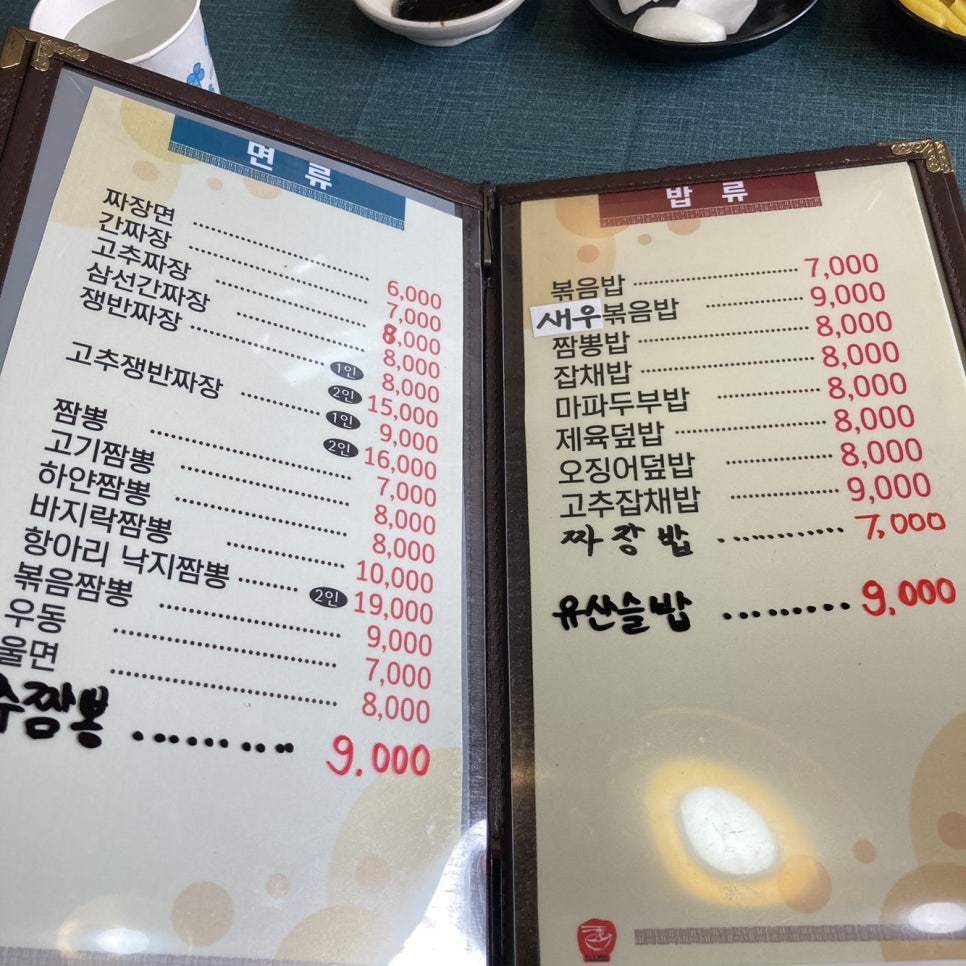 면 류
짜장면 6,000
간짜장 7,000
고추짜장 8,000
삼선간짜장 8,000
쟁반짜장 1인 8,000
2인 15,000
고추쟁반짜장 1인 9,000
2인 16,000
짬뽕 7,000
고기짬뽕 8,000
하얀짬뽕 8,000
바지락짬뽕 10,000
항아리 낙지짬뽕 2인 19,000
볶음짬뽕 9,000
우동 7,000
울면 8,000
9,000
밥 류
볶음밥 7,000
새우볶음밥 9,000
짬뽕밥 8,000
잡채밥 8,000
마파두부밥 8,000
제육덮밥 8,000
오징어덮밥 8,000
고추잡채밥 9,000
짜장밥 7,000
유산슬밥 9,000